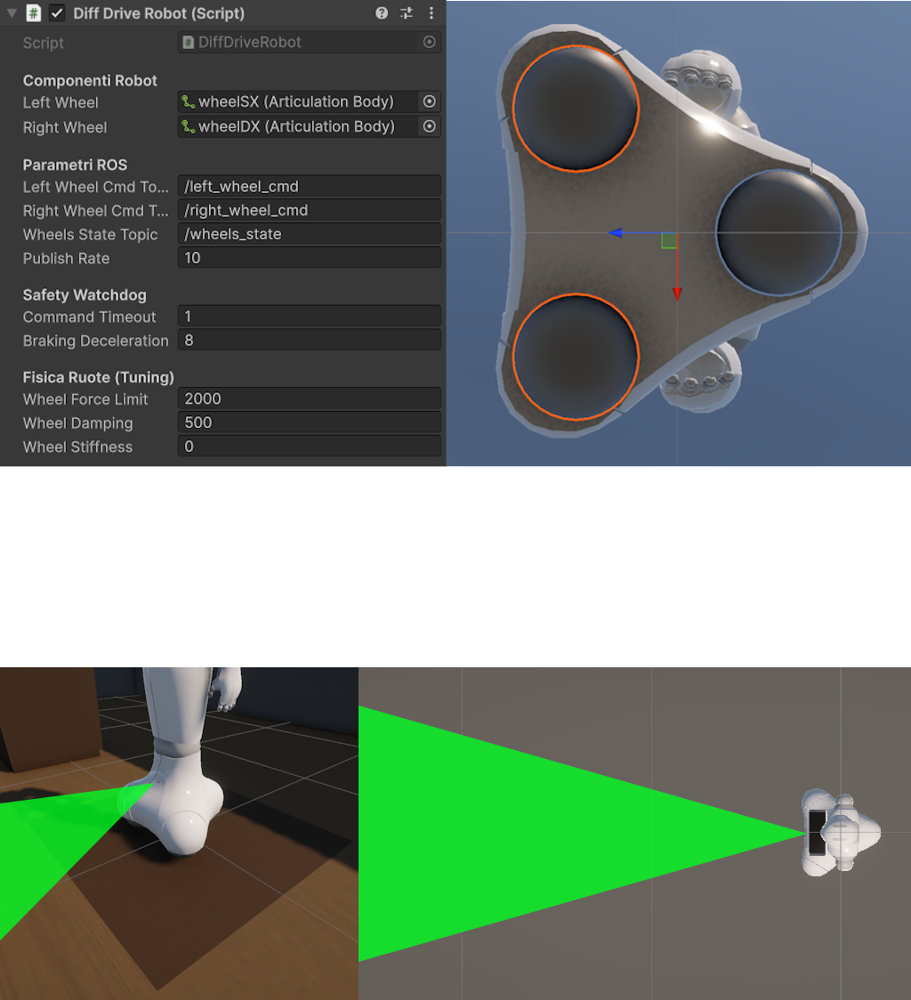 Diff Drive Robot (Script)
Script DiffDriveRobot
Componenti Robot
Left Wheel wheelSX (Articulation Body)
Right Wheel wheelDX (Articulation Body)
Parametri ROS
Left Wheel Cmd To... /left_wheel_cmd
Right Wheel Cmd T... /right_wheel_cmd
Wheels State Topic /wheels_state
Publish Rate 10
Safety Watchdog
Command Timeout 1
Braking Deceleration 8
Fisica Ruote (Tuning)
Wheel Force Limit 2000
Wheel Damping 500
Wheel Stiffness 0